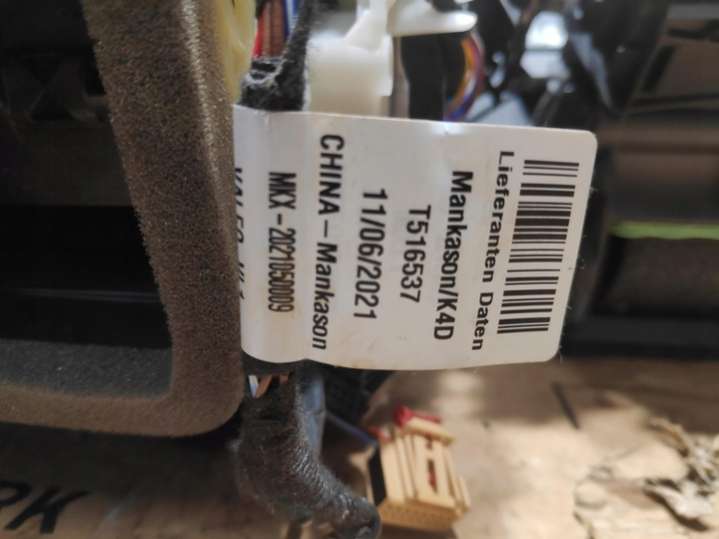 Lieferanten Daten
Mankason/K4D
T516537
11/06/2021
CHINA – Mankason
MKX – 2021050009